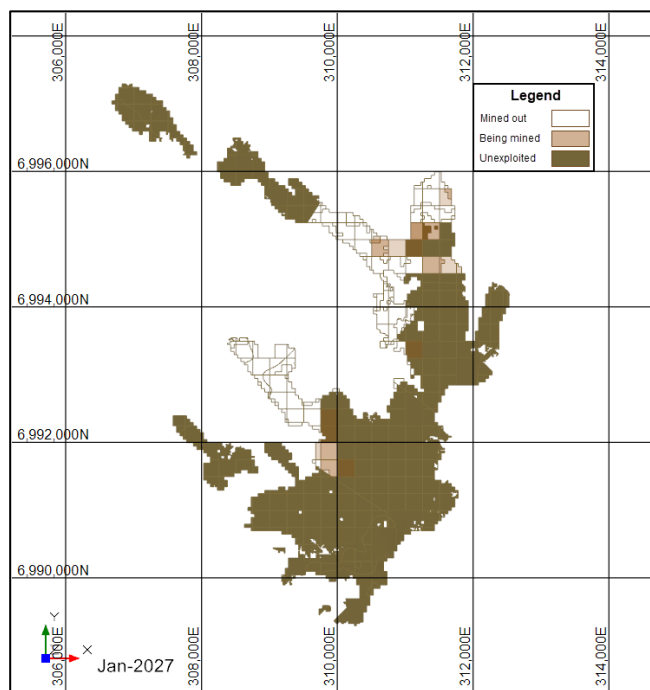 306,000E
308,000E
310,000E
312,000E
314,000E
Legend
Mined out
Being mined
Unexploited
6,996,000N
6,994,000N
6,992,000N
6,990,000N
Y
X
Jan-2027
306,000E
308,000E
310,000E
312,000E
314,000E